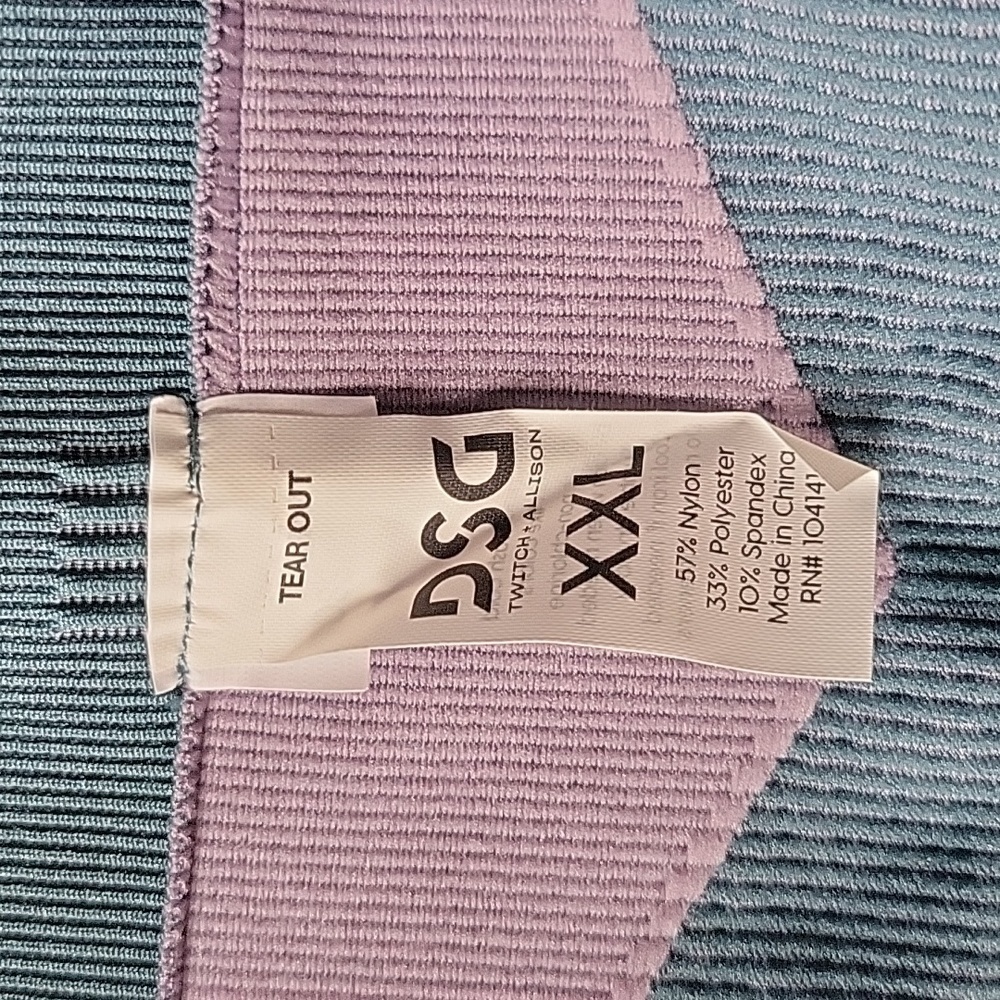 TEAR OUT
DSG
TWITCH + ALLISON
XXL
57% Nylon
33% Polyester
10% Spandex
Made in China
RN# 104141